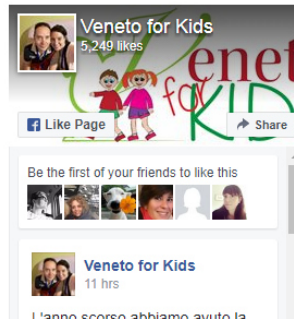 Veneto for Kids
5,249 likes
enet
for
KID
Like Page
Share
Be the first of your friends to like this
Veneto for Kids
11 hrs
L'anno scorso abbiamo avuto la